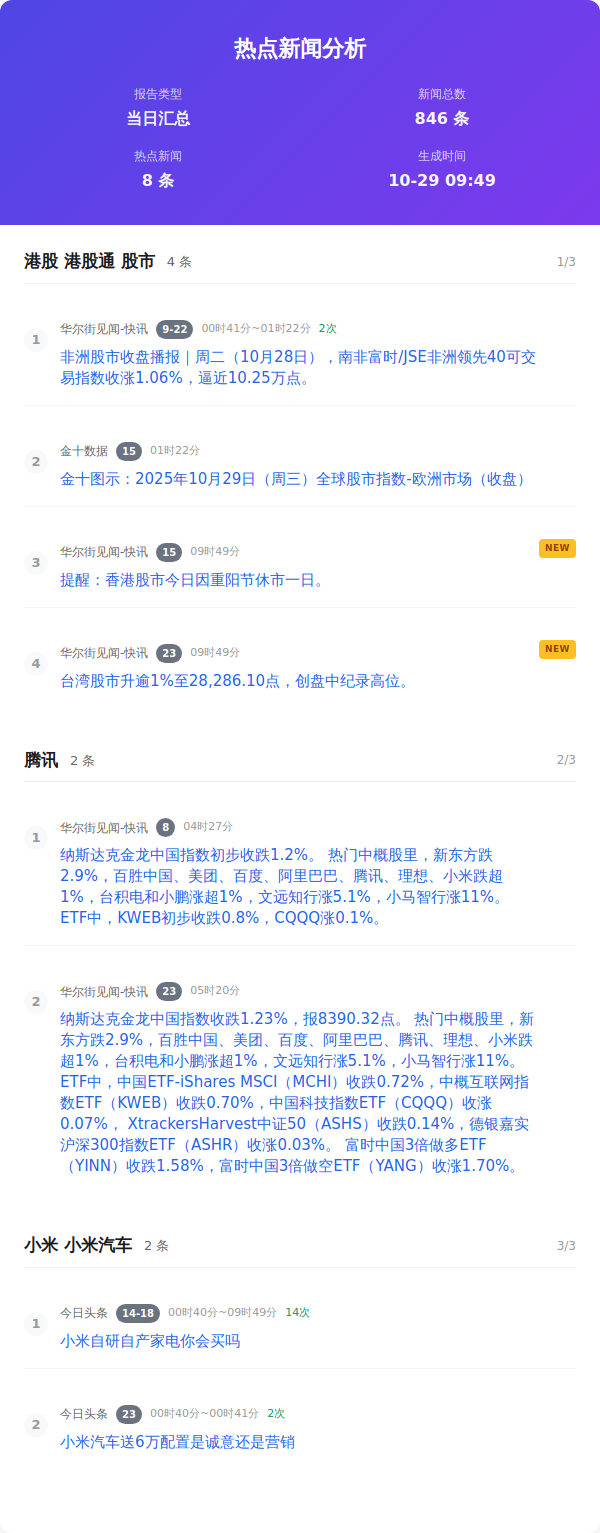 热点新闻分析
报告类型
新闻总数
当日汇总
846 条
热点新闻
生成时间
8 条
10-29 09:49
港股 港股通 股市 4 条 1/3
1
华尔街见闻-快讯 9-22 00时41分~01时22分 2次
非洲股市收盘播报｜周二（10月28日），南非富时/JSE非洲领先40可交
易指数收涨1.06%，逼近10.25万点。
2
金十数据 15 01时22分
金十图示：2025年10月29日（周三）全球股市指数-欧洲市场（收盘）
3
华尔街见闻-快讯 15 09时49分 NEW
提醒：香港股市今日因重阳节休市一日。
4
华尔街见闻-快讯 23 09时49分 NEW
台湾股市升逾1%至28,286.10点，创盘中纪录高位。
腾讯 2 条 2/3
1
华尔街见闻-快讯 8 04时27分
纳斯达克金龙中国指数初步收跌1.2%。 热门中概股里，新东方跌
2.9%，百胜中国、美团、百度、阿里巴巴、腾讯、理想、小米跌超
1%，台积电和小鹏涨超1%，文远知行涨5.1%，小马智行涨11%。
ETF中，KWEB初步收跌0.8%，CQQQ涨0.1%。
2
华尔街见闻-快讯 23 05时20分
纳斯达克金龙中国指数收跌1.23%，报8390.32点。 热门中概股里，新
东方跌2.9%，百胜中国、美团、百度、阿里巴巴、腾讯、理想、小米跌
超1%，台积电和小鹏涨超1%，文远知行涨5.1%，小马智行涨11%。
ETF中，中国ETF-iShares MSCI（MCHI）收跌0.72%，中概互联网指
数ETF（KWEB）收跌0.70%，中国科技指数ETF（CQQQ）收涨
0.07%， XtrackersHarvest中证50（ASHS）收跌0.14%，德银嘉实
沪深300指数ETF（ASHR）收涨0.03%。 富时中国3倍做多ETF
（YINN）收跌1.58%，富时中国3倍做空ETF（YANG）收涨1.70%。
小米 小米汽车 2 条 3/3
1
今日头条 14-18 00时40分~09时49分 14次
小米自研自产家电你会买吗
2
今日头条 23 00时40分~00时41分 2次
小米汽车送6万配置是诚意还是营销